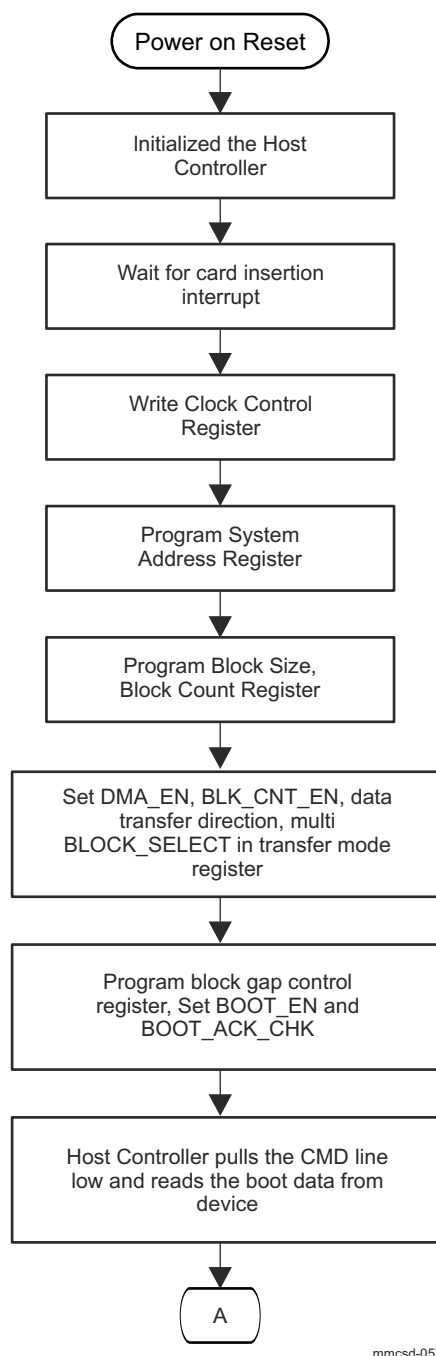 Power on Reset
Initialized the Host
Controller
Wait for card insertion
interrupt
Write Clock Control
Register
Program System
Address Register
Program Block Size,
Block Count Register
Set DMA_EN, BLK_CNT_EN, data
transfer direction, multi
BLOCK_SELECT in transfer mode
register
Program block gap control
register, Set BOOT_EN and
BOOT_ACK_CHK
Host Controller pulls the CMD line
low and reads the boot data from
device
A